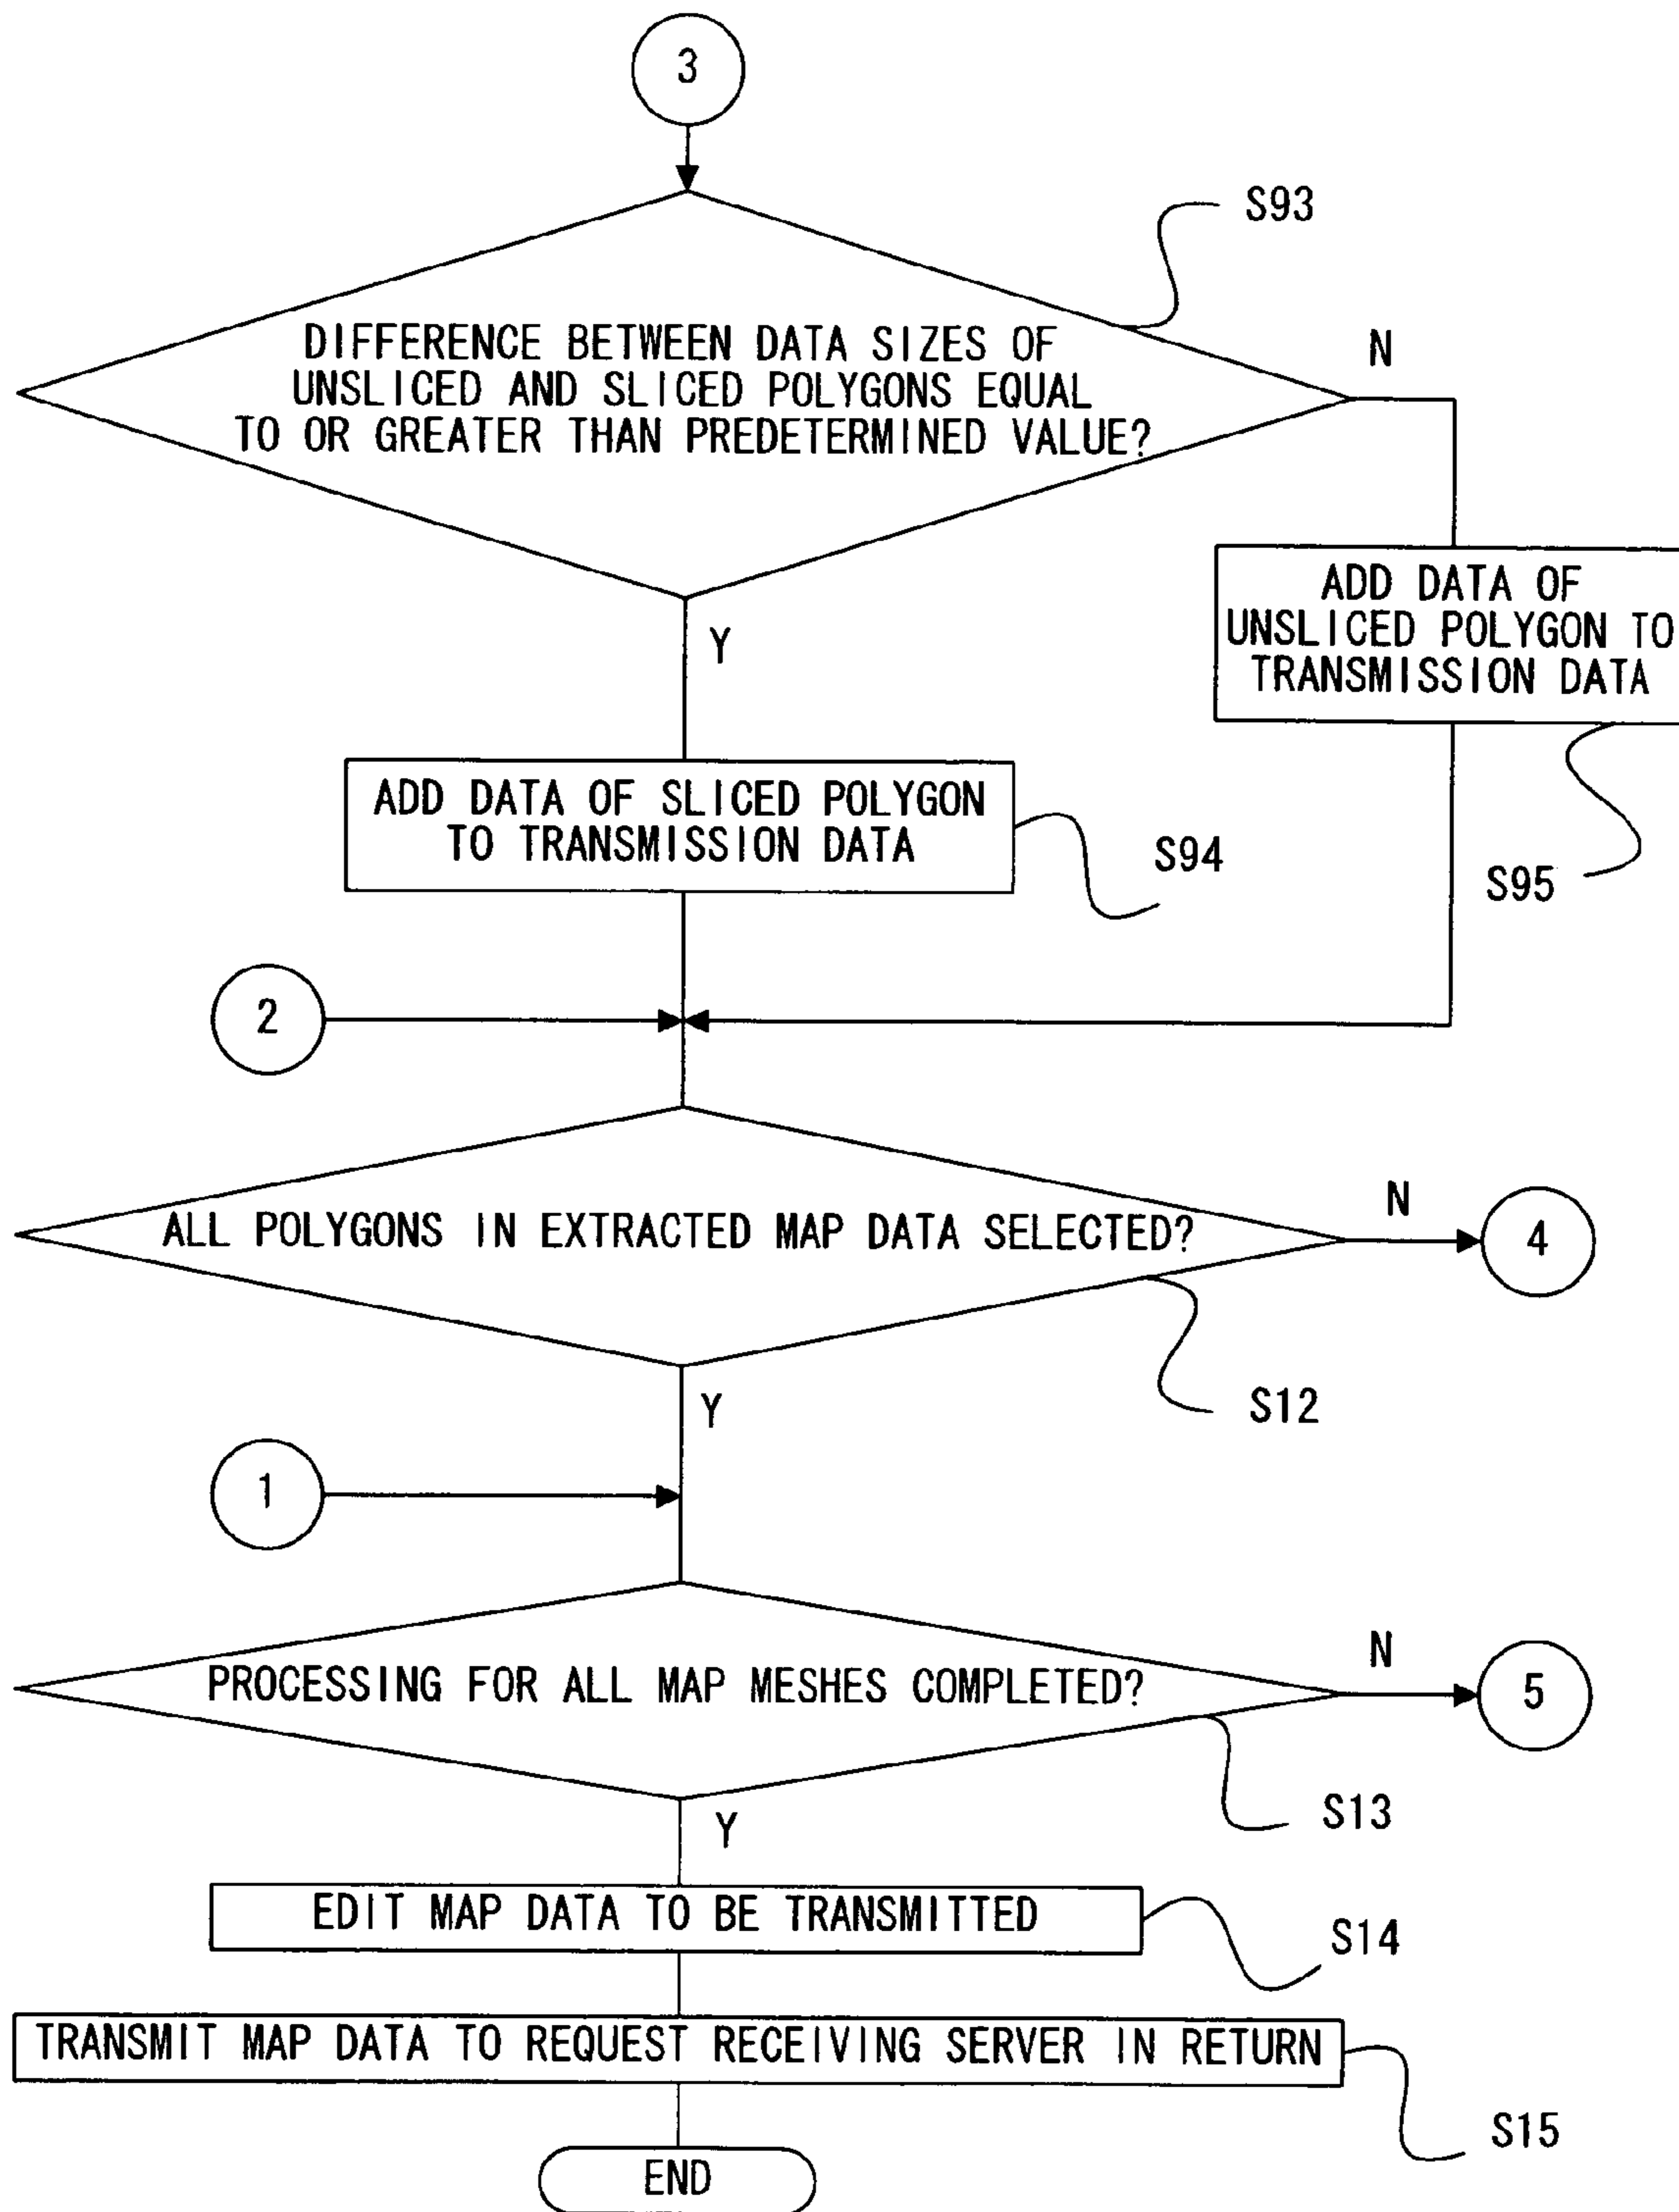 3
S93
DIFFERENCE BETWEEN DATA SIZES OF
UNSLICED AND SLICED POLYGONS EQUAL
TO OR GREATER THAN PREDETERMINED VALUE?
N
Y
ADD DATA OF
UNSLICED POLYGON TO
TRANSMISSION DATA
S95
ADD DATA OF SLICED POLYGON
TO TRANSMISSION DATA
S94
2
ALL POLYGONS IN EXTRACTED MAP DATA SELECTED?
N
4
S12
Y
1
PROCESSING FOR ALL MAP MESHES COMPLETED?
N
5
S13
Y
EDIT MAP DATA TO BE TRANSMITTED
S14
TRANSMIT MAP DATA TO REQUEST RECEIVING SERVER IN RETURN
S15
END